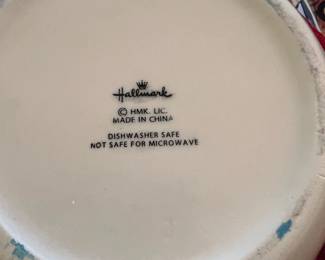 Hallmark
© HMK. LIC.
MADE IN CHINA
DISHWASHER SAFE
NOT SAFE FOR MICROWAVE